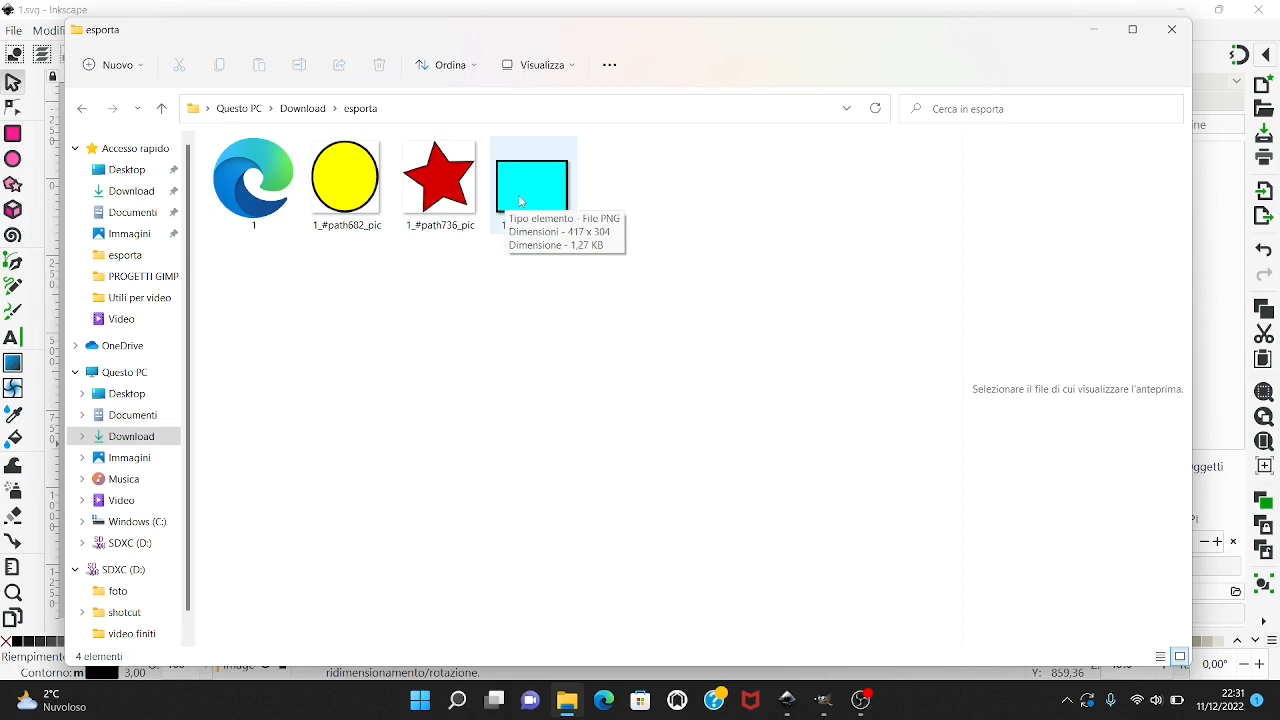 1.svg - Inkscape
File Modifi
esporta
Nuovo
Ordina
Visualizza
Questo PC > Download > esporta
Cerca in esporta
Accesso rapido
Desktop
Download
Documenti
Immagini
esporta
PROGETTI GIMP
Utili per video
Video
OneDrive
Questo PC
Desktop
Documenti
Download
Immagini
Musica
Video
Windows (C:)
SDXC (D:)
SDXC (D:)
foto
shotcut
video finiti
1
1_#path602_pic
1_#path736_pic
Tipo elemento - File PNG
Dimensioni - 417 x 304
Dimensione - 1,27 KB
Selezionare il file di cui visualizzare l'anteprima.
ggetti
4 elementi
Riempiment
Contorno:m 3,00
ridimensionamento/rotazione.
Y: 859,36
0,00°
2°C
Nuvoloso
22:31
11/12/2022
1